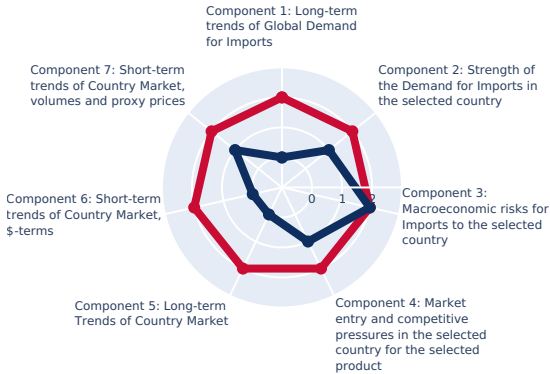 Component 1: Long-term
trends of Global Demand
for Imports
Component 7: Short-term
trends of Country Market,
volumes and proxy prices
Component 2: Strength of
the Demand for Imports in
the selected country
0
1
2
Component 3:
Macroeconomic risks for
Imports to the selected
country
Component 6: Short-term
trends of Country Market,
$-terms
Component 5: Long-term
Trends of Country Market
Component 4: Market
entry and competitive
pressures in the selected
country for the selected
product